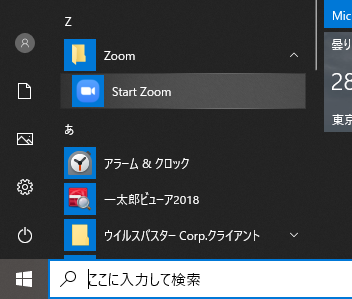 Z
Zoom
Start Zoom
あ
アラーム & クロック
一太郎ビューア2018
ウイルスバスター Corp.クライアント
ここに入力して検索
Mic
曇り
28
東京